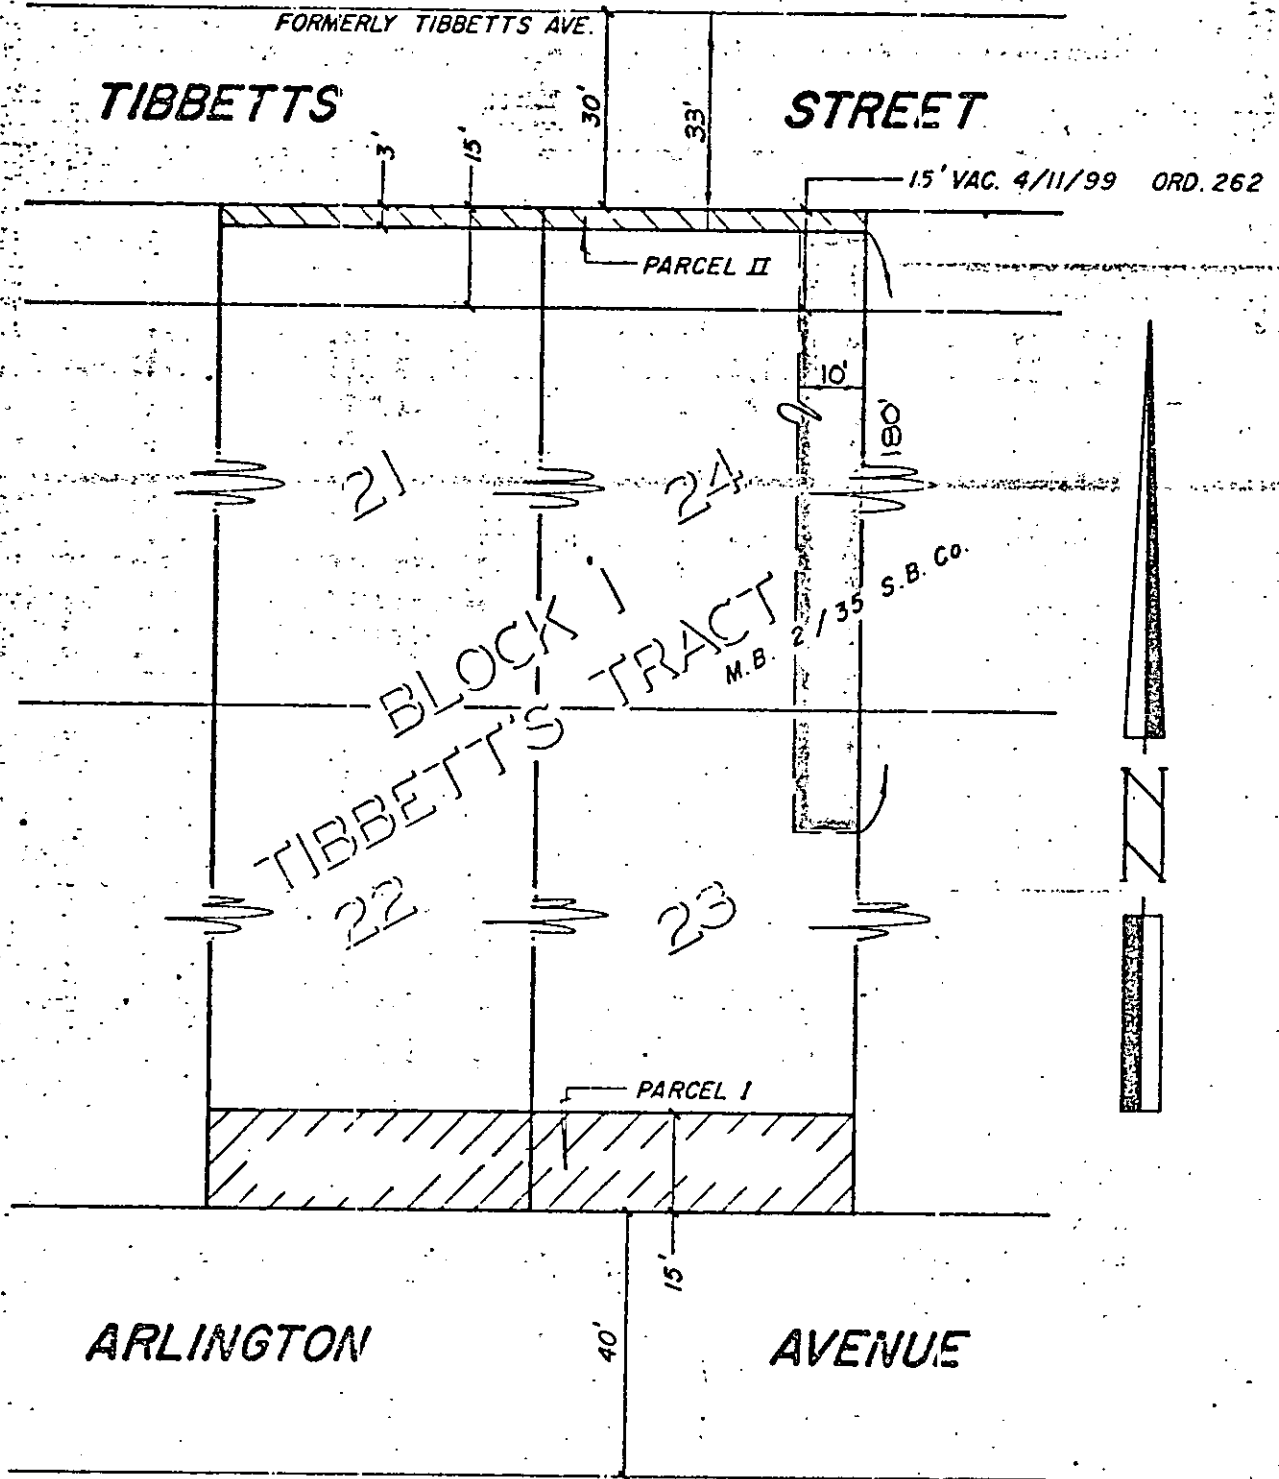 FORMERLY TIBBETTS AVE.
TIBBETTS STREET
30'
33'
3'
15'
15' VAC. 4/11/99 ORD. 262
PARCEL II
10'
180'
21
24
BLOCK 1
TIBBETT'S TRACT
M.B. 2/35 S.B. Co.
N
22
23
PARCEL I
15'
40'
ARLINGTON AVENUE